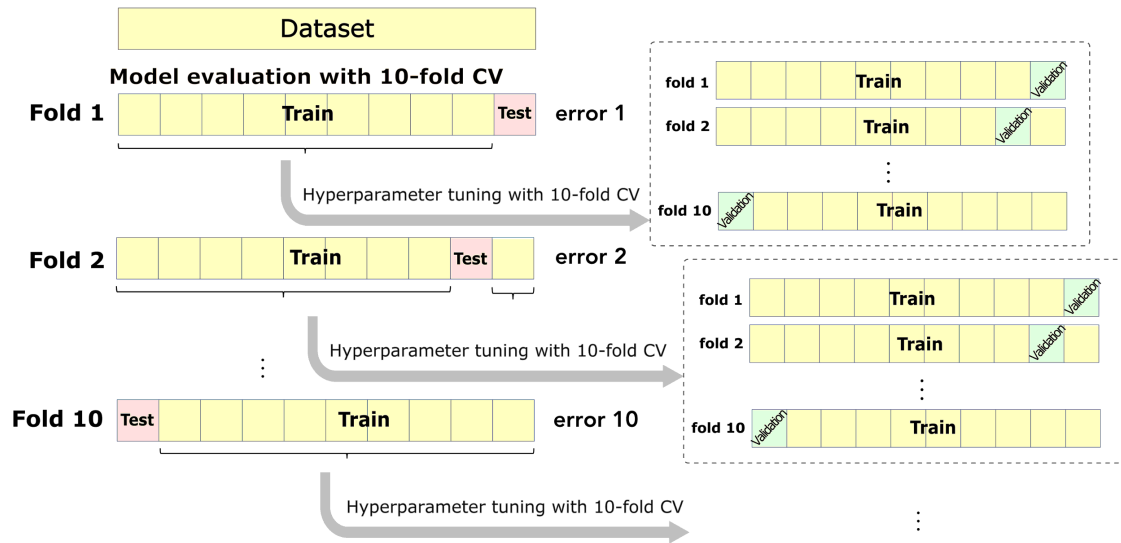 Dataset
Model evaluation with 10-fold CV
Fold 1 Train Test error 1
Hyperparameter tuning with 10-fold CV
fold 1 Train Validation
fold 2 Train Validation
⋮
fold 10 Validation Train
Fold 2 Train Test error 2
Hyperparameter tuning with 10-fold CV
fold 1 Train Validation
fold 2 Train Validation
⋮
fold 10 Validation Train
⋮
Fold 10 Test Train error 10
Hyperparameter tuning with 10-fold CV
⋮